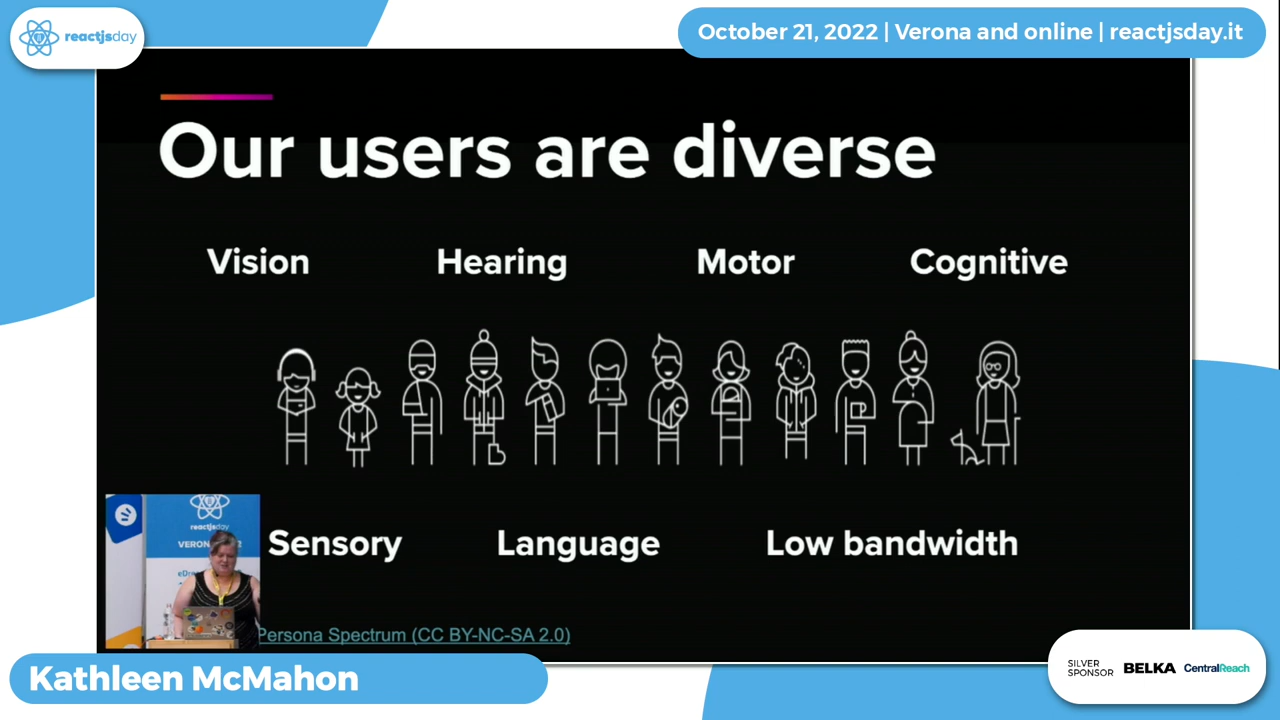 reactjsday
October 21, 2022 | Verona and online | reactjsday.it
Our users are diverse
Vision Hearing Motor Cognitive
Sensory Language Low bandwidth
reactjsday
Persona Spectrum (CC BY-NC-SA 2.0)
Kathleen McMahon
SILVER
SPONSOR
BELKA
CentralReach